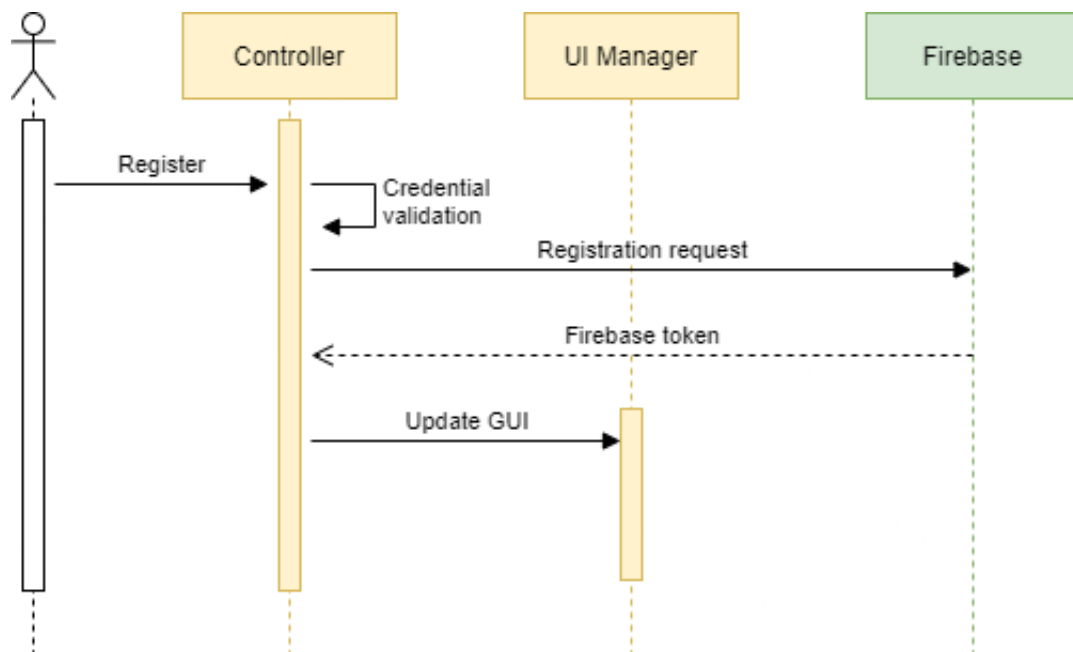 Controller
UI Manager
Firebase
Register
Credential
validation
Registration request
Firebase token
Update GUI